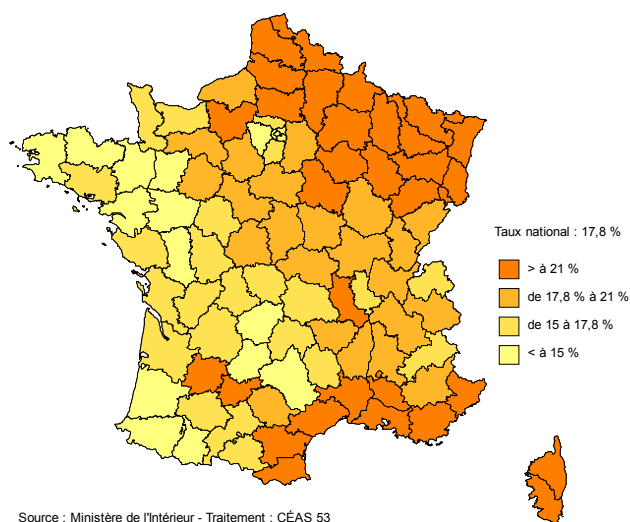 Taux national : 17,8 %
> à 21 %
de 17,8 % à 21 %
de 15 à 17,8 %
< à 15 %
Source : Ministère de l'Intérieur - Traitement : CÉAS 53